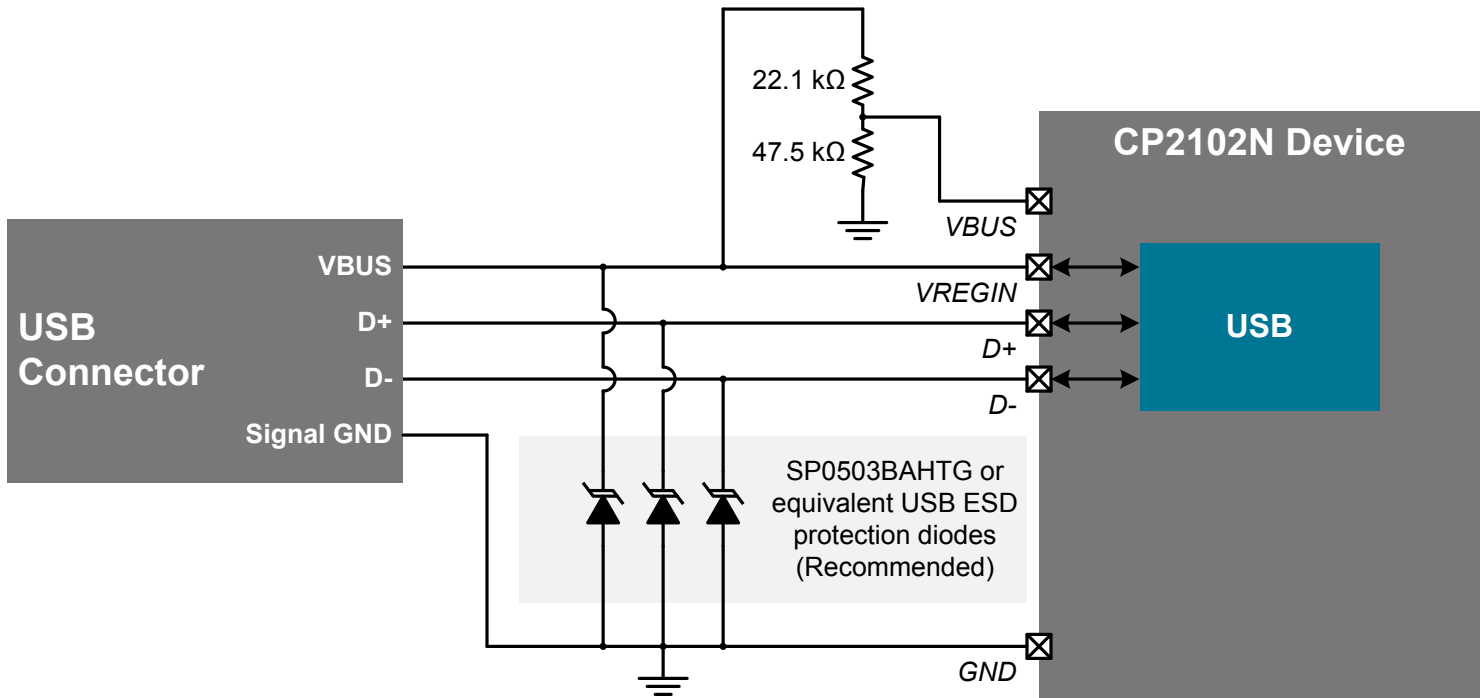 22.1 kΩ
47.5 kΩ
CP2102N Device
VBUS
VBUS
VREGIN
USB
Connector
D+
D+
USB
D-
D-
Signal GND
SP0503BAHTG or
equivalent USB ESD
protection diodes
(Recommended)
GND